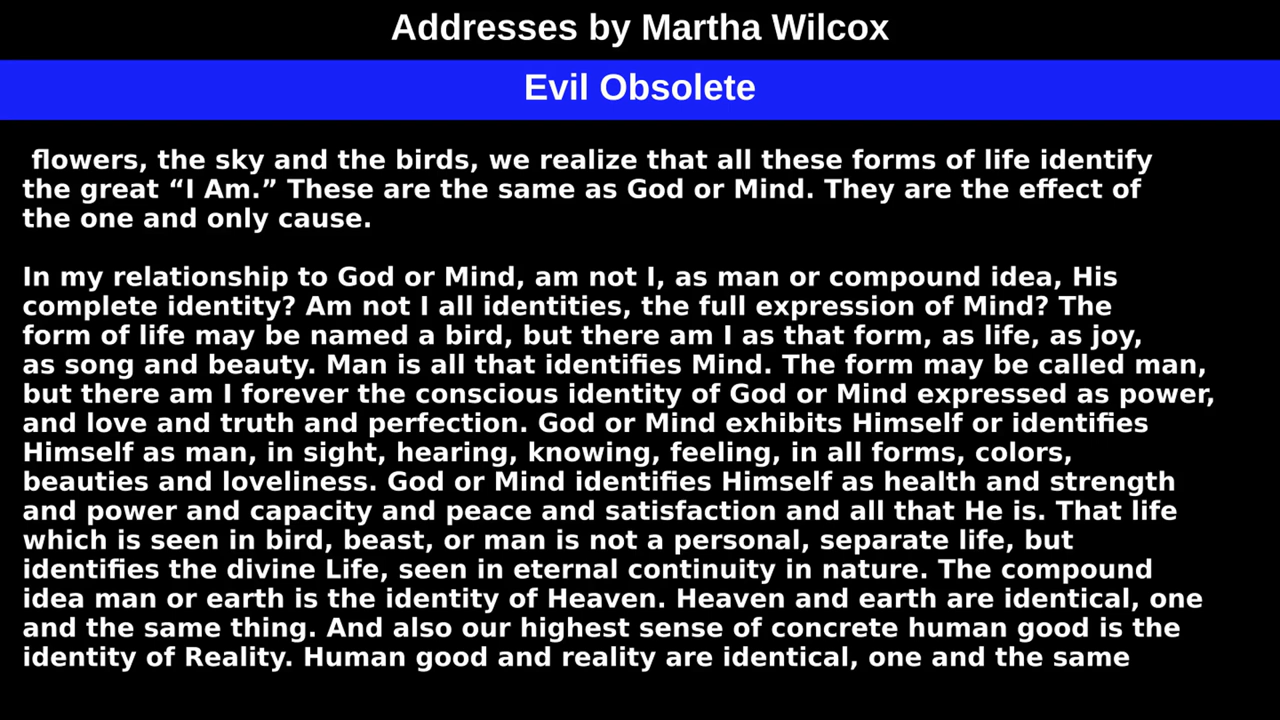 Addresses by Martha Wilcox
Evil Obsolete
flowers, the sky and the birds, we realize that all these forms of life identify
the great “I Am.” These are the same as God or Mind. They are the effect of
the one and only cause.
In my relationship to God or Mind, am not I, as man or compound idea, His
complete identity? Am not I all identities, the full expression of Mind? The
form of life may be named a bird, but there am I as that form, as life, as joy,
as song and beauty. Man is all that identifies Mind. The form may be called man,
but there am I forever the conscious identity of God or Mind expressed as power,
and love and truth and perfection. God or Mind exhibits Himself or identifies
Himself as man, in sight, hearing, knowing, feeling, in all forms, colors,
beauties and loveliness. God or Mind identifies Himself as health and strength
and power and capacity and peace and satisfaction and all that He is. That life
which is seen in bird, beast, or man is not a personal, separate life, but
identifies the divine Life, seen in eternal continuity in nature. The compound
idea man or earth is the identity of Heaven. Heaven and earth are identical, one
and the same thing. And also our highest sense of concrete human good is the
identity of Reality. Human good and reality are identical, one and the same